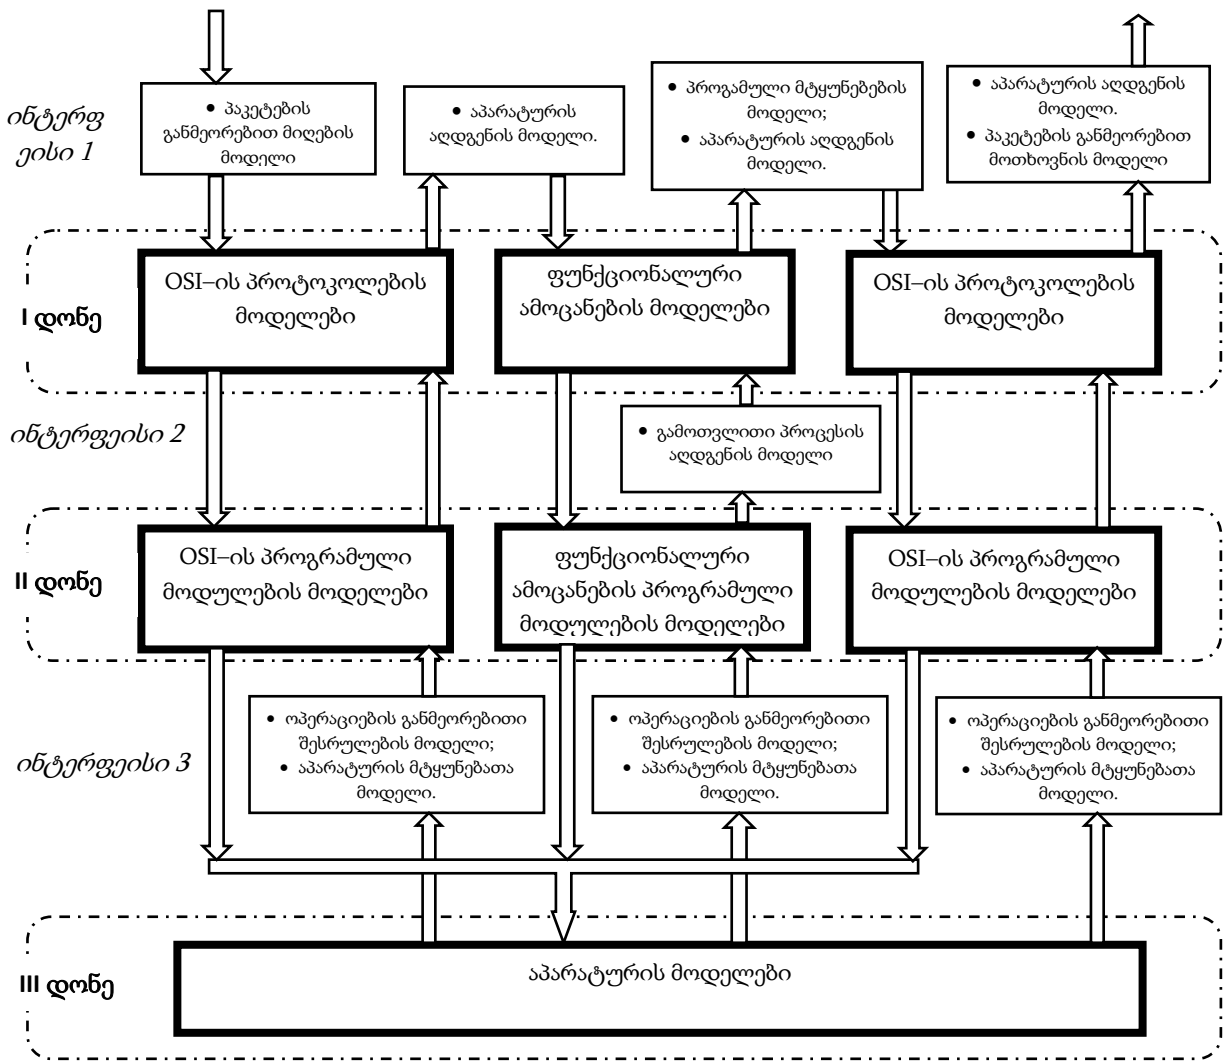 ინტერფ
ეისი 1
• პაკეტების
განმეორებით მიღების
მოდელი
• აპარატურის
აღდგენის მოდელი.
• პროგამული მტყუნებების
მოდელი;
• აპარატურის აღდგენის
მოდელი.
• აპარატურის აღდგენის
მოდელი.
• პაკეტების განმეორებით
მოთხოვნის მოდელი
I დონე
OSI–ის პროტოკოლების
მოდელები
ფუნქციონალური
ამოცანების მოდელები
OSI–ის პროტოკოლების
მოდელები
ინტერფეისი 2
• გამოთვლითი პროცესის
აღდგენის მოდელი
II დონე
OSI–ის პროგრამული
მოდულების მოდელები
ფუნქციონალური
ამოცანების პროგრამული
მოდულების მოდელები
OSI–ის პროგრამული
მოდულების მოდელები
ინტერფეისი 3
• ოპერაციების განმეორებითი
შესრულების მოდელი;
• აპარატურის მტყუნებათა
მოდელი.
• ოპერაციების განმეორებითი
შესრულების მოდელი;
• აპარატურის მტყუნებათა
მოდელი.
• ოპერაციების განმეორებითი
შესრულების მოდელი;
• აპარატურის მტყუნებათა
მოდელი.
III დონე
აპარატურის მოდელები